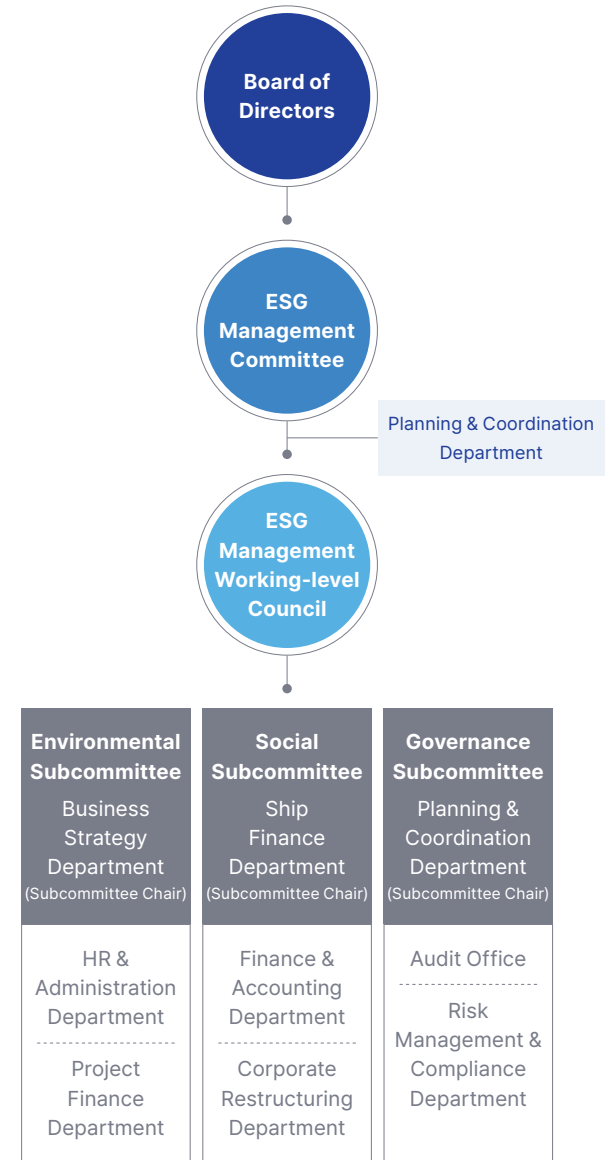 Board of
Directors
ESG
Management
Committee
Planning & Coordination
Department
ESG
Management
Working-level
Council
Environmental
Subcommittee
Business
Strategy
Department
(Subcommittee Chair)
HR &
Administration
Department
Project
Finance
Department
Social
Subcommittee
Ship
Finance
Department
(Subcommittee Chair)
Finance &
Accounting
Department
Corporate
Restructuring
Department
Governance
Subcommittee
Planning &
Coordination
Department
(Subcommittee Chair)
Audit Office
Risk
Management &
Compliance
Department